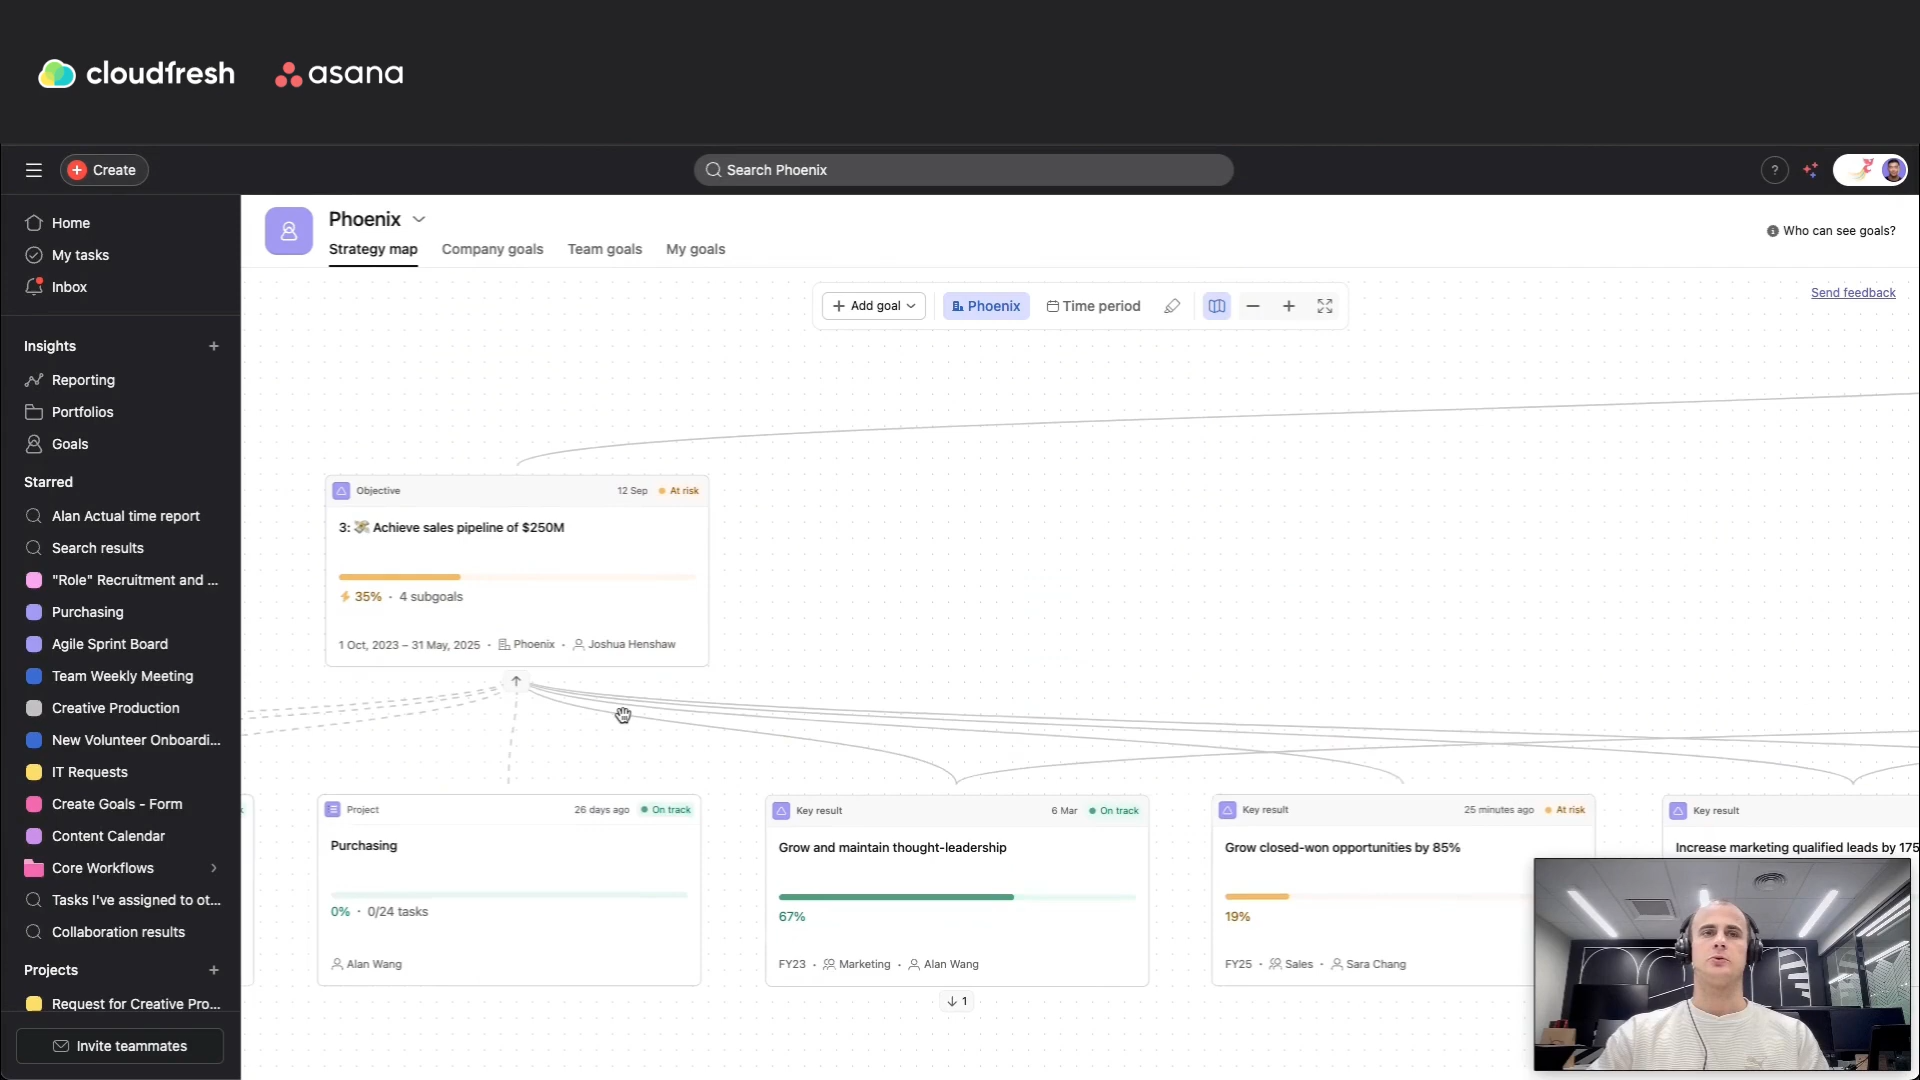 cloudfresh asana
Create
Search Phoenix
?
Home
My tasks
Inbox
Insights
Reporting
Portfolios
Goals
Starred
Alan Actual time report
Search results
"Role" Recruitment and ...
Purchasing
Agile Sprint Board
Team Weekly Meeting
Creative Production
New Volunteer Onboardi...
IT Requests
Create Goals - Form
Content Calendar
Core Workflows
Tasks I've assigned to ot...
Collaboration results
Projects
Request for Creative Pro...
Invite teammates
Phoenix
Who can see goals?
Strategy map Company goals Team goals My goals
Add goal Phoenix Time period
Send feedback
Objective 12 Sep At risk
3: 💸 Achieve sales pipeline of $250M
35% · 4 subgoals
1 Oct, 2023 – 31 May, 2025 · Phoenix · Joshua Henshaw
Project 26 days ago On track
Purchasing
0% · 0/24 tasks
Alan Wang
Key result 6 Mar On track
Grow and maintain thought-leadership
67%
FY23 · Marketing · Alan Wang
1
Key result 25 minutes ago At risk
Grow closed-won opportunities by 85%
19%
FY25 · Sales · Sara Chang
Key result
Increase marketing qualified leads by 175